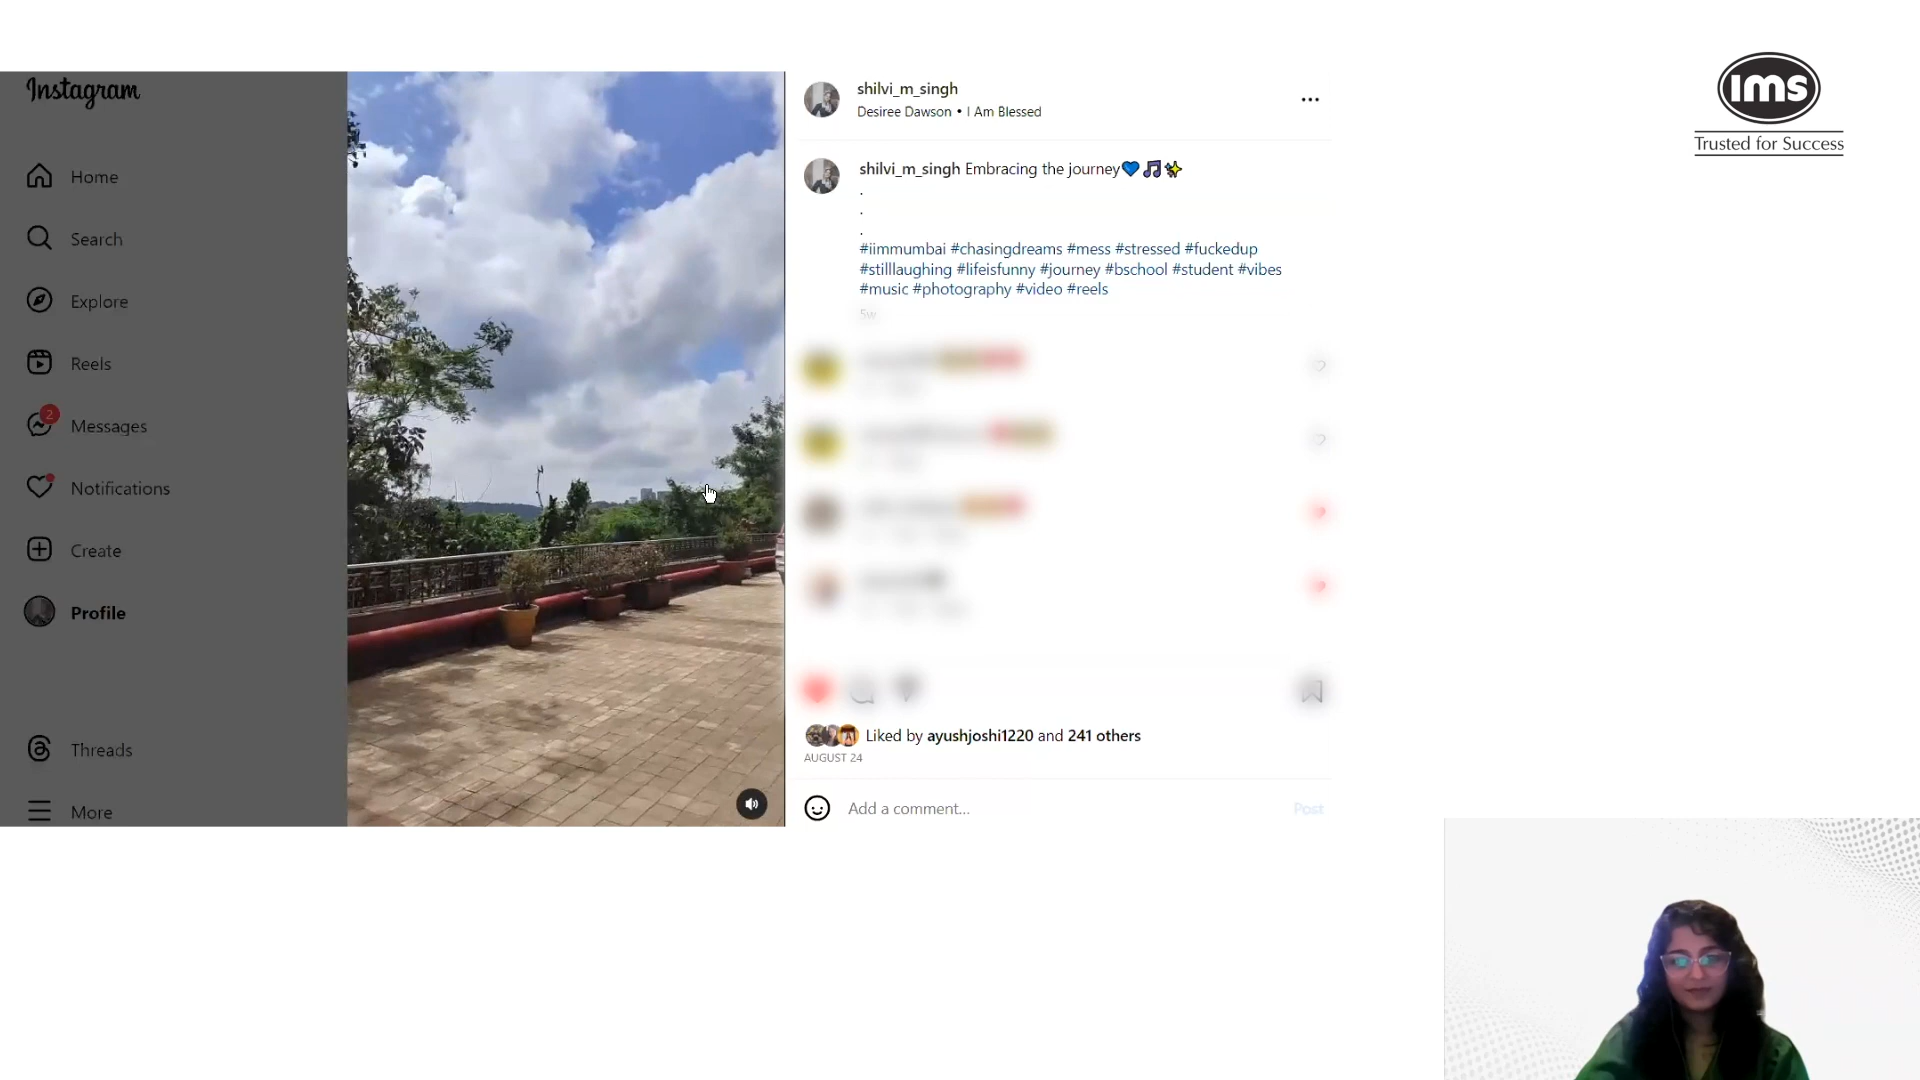 Instagram
Home
Search
Explore
Reels
2
Messages
Notifications
Create
Profile
Threads
More
shilvi_m_singh
Desiree Dawson • I Am Blessed
shilvi_m_singh Embracing the journey💙🎵✨
.
.
.
#iimmumbai #chasingdreams #mess #stressed #fuckedup
#stilllaughing #lifeisfunny #journey #bschool #student #vibes
#music #photography #video #reels
5w
Liked by ayushjoshi1220 and 241 others
AUGUST 24
Add a comment...
Post
ims
Trusted for Success